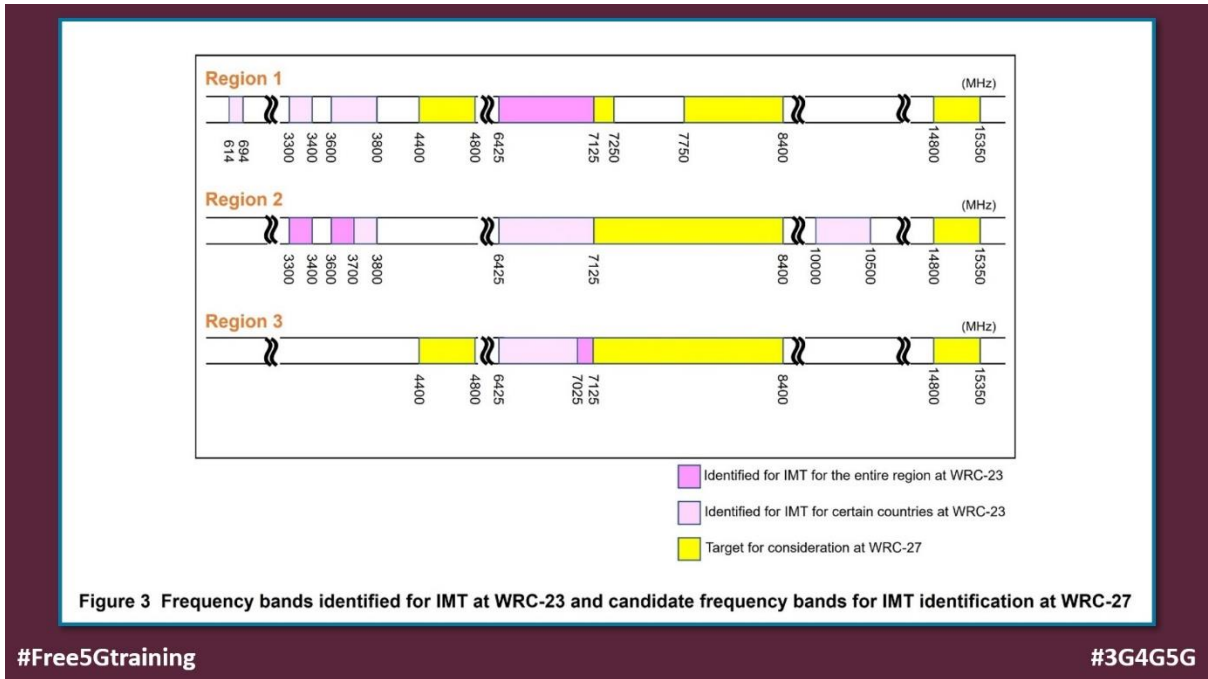 Region 1
(MHz)
614 694 3300 3400 3600 3800 4400 4800 6425 7125 7250 7750 8400 14800 15350
Region 2
(MHz)
3300 3400 3600 3700 3800 6425 7125 8400 10000 10500 14800 15350
Region 3
(MHz)
4400 4800 6425 7025 7125 8400 14800 15350
Identified for IMT for the entire region at WRC-23
Identified for IMT for certain countries at WRC-23
Target for consideration at WRC-27
Figure 3 Frequency bands identified for IMT at WRC-23 and candidate frequency bands for IMT identification at WRC-27
#Free5Gtraining
#3G4G5G